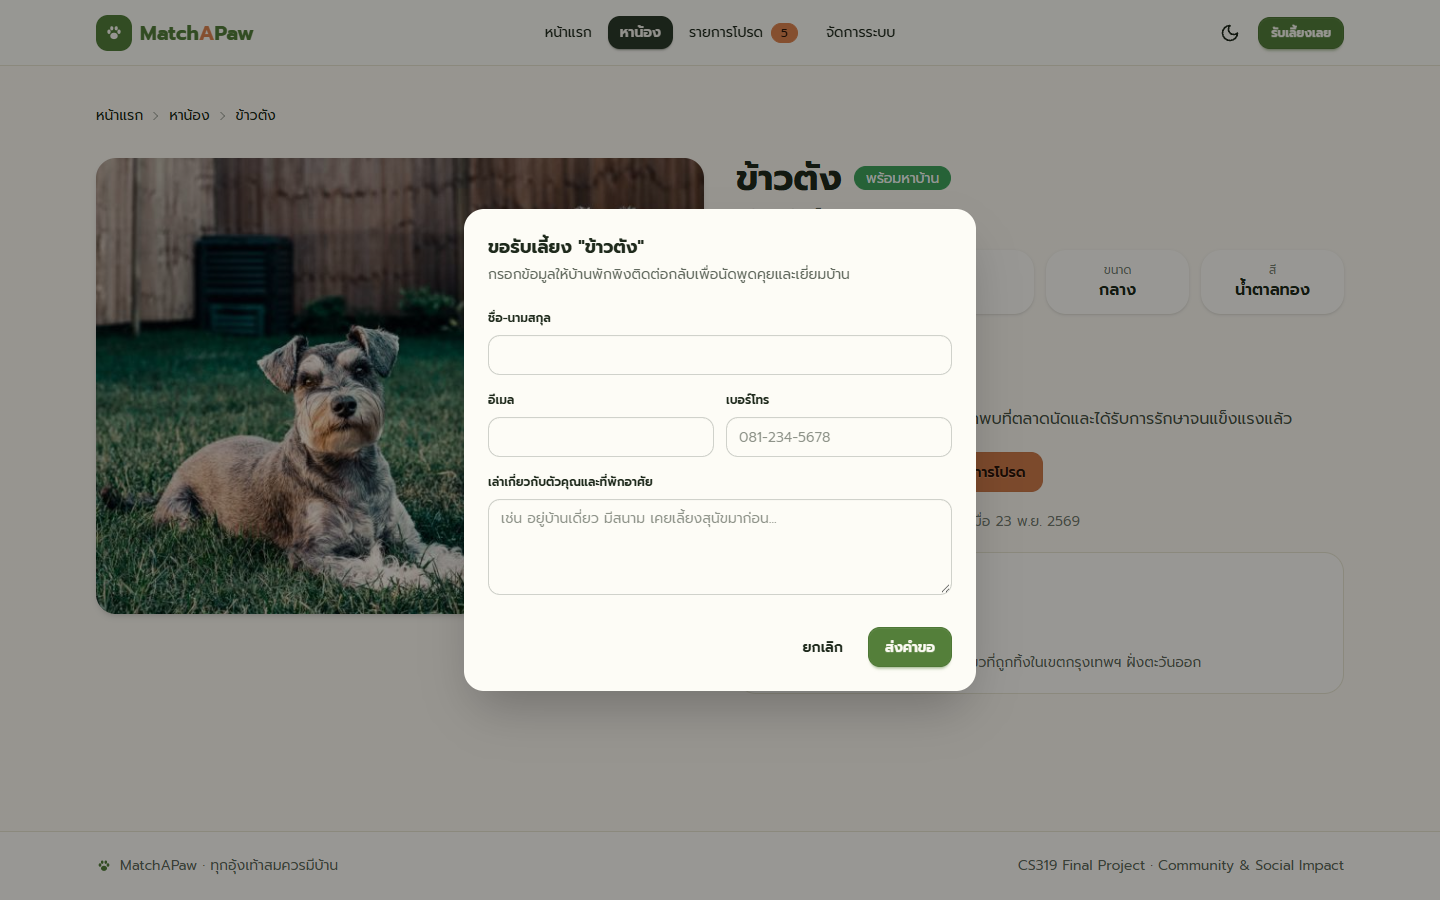 MatchAPaw
หน้าแรก
หาน้อง
รายการโปรด 5
จัดการระบบ
รับเลี้ยงเลย
หน้าแรก > หาน้อง > ข้าวตัง
ข้าวตัง
พร้อมหาบ้าน
ขนาด
กลาง
สี
น้ำตาลทอง
พบที่ตลาดนัดและได้รับการรักษาจนแข็งแรงแล้ว
การโปรด
23 พ.ย. 2569
ที่ถูกทิ้งในเขตกรุงเทพฯ ฝั่งตะวันออก
ขอรับเลี้ยง "ข้าวตัง"
กรอกข้อมูลให้บ้านพักพิงติดต่อกลับเพื่อนัดพูดคุยและเยี่ยมบ้าน
ชื่อ-นามสกุล
อีเมล
เบอร์โทร
081-234-5678
เล่าเกี่ยวกับตัวคุณและที่พักอาศัย
เช่น อยู่บ้านเดี่ยว มีสนาม เคยเลี้ยงสุนัขมาก่อน...
ยกเลิก
ส่งคำขอ
MatchAPaw · ทุกอุ้งเท้าสมควรมีบ้าน
CS319 Final Project · Community & Social Impact